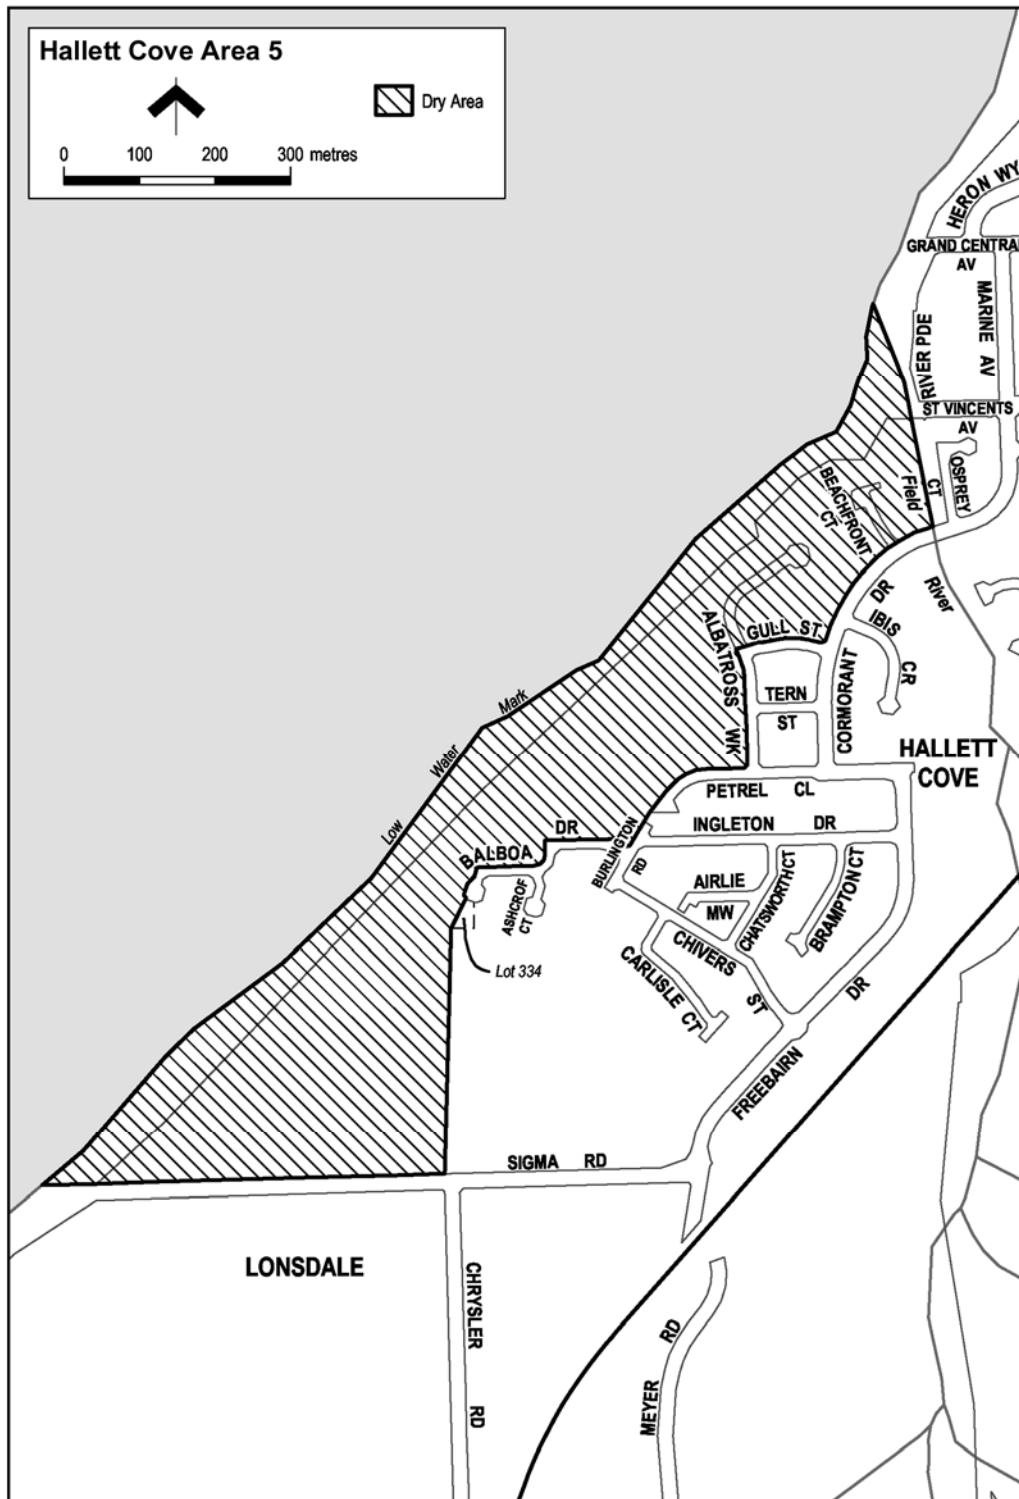 Hallett Cove Area 5
Dry Area
0 100 200 300 metres
HERON WY
GRAND CENTRAL
AV
MARINE AV
RIVER PDE
ST VINCENTS
AV
OSPREY
CT
Field
River
BEACHFRONT
CT
DR
IBIS
CR
GULL ST
ALBATROSS WK
TERN
ST
CORMORANT
HALLETT
COVE
Mark
Water
Low
PETREL CL
INGLETON DR
DR
BALBOA
BURLINGTON
RD
ASHCROF
CT
AIRLIE
MW
CHATSWORTH CT
BRAMPTON CT
CHIVERS
ST
CARLISLE CT
Lot 334
DR
FREEBAIRN
SIGMA RD
LONSDALE
CHRYSLER
RD
RD
MEYER